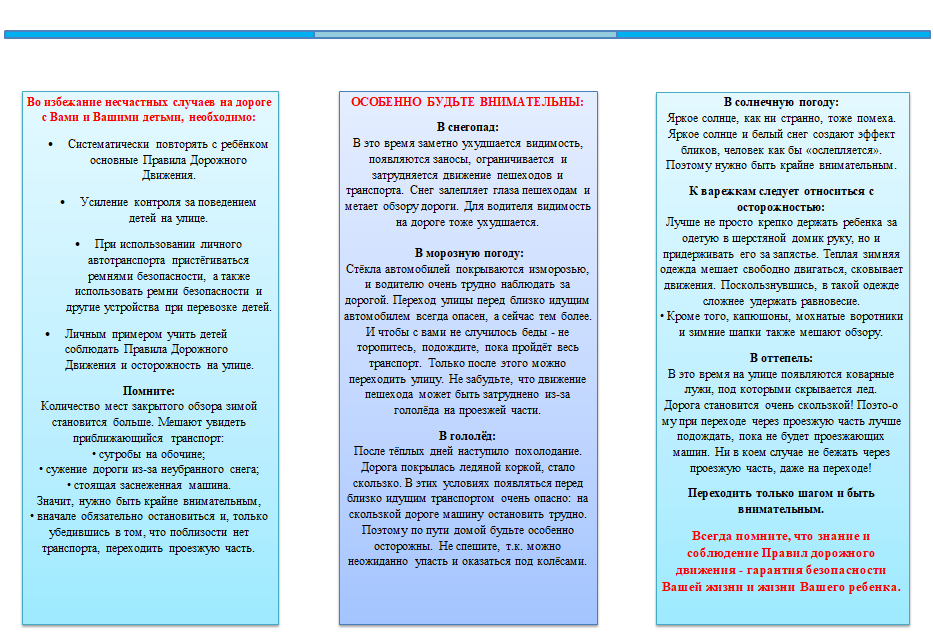 Во избежание несчастных случаев на дороге
с Вами и Вашими детьми, необходимо:
• Систематически повторять с ребёнком
основные Правила Дорожного
Движения.
• Усиление контроля за поведением
детей на улице.
• При использовании личного
автотранспорта пристёгиваться
ремнями безопасности, а также
использовать ремни безопасности и
другие устройства при перевозке детей.
• Личным примером учить детей
соблюдать Правила Дорожного
Движения и осторожность на улице.
Помните:
Количество мест закрытого обзора зимой
становится больше. Мешают увидеть
приближающийся транспорт:
• сугробы на обочине;
• сужение дороги из-за неубранного снега;
• стоящая заснеженная машина.
Значит, нужно быть крайне внимательным,
• вначале обязательно остановиться и, только
убедившись в том, что поблизости нет
транспорта, переходить проезжую часть.
ОСОБЕННО БУДЬТЕ ВНИМАТЕЛЬНЫ:
В снегопад:
В это время заметно ухудшается видимость,
появляются заносы, ограничивается и
затрудняется движение пешеходов и
транспорта. Снег залепляет глаза пешеходам и
метает обзору дороги. Для водителя видимость
на дороге тоже ухудшается.
В морозную погоду:
Стёкла автомобилей покрываются изморозью,
и водителю очень трудно наблюдать за
дорогой. Переход улицы перед близко идущим
автомобилем всегда опасен, а сейчас тем более.
И чтобы с вами не случилось беды - не
торопитесь, подождите, пока пройдёт весь
транспорт. Только после этого можно
переходить улицу. Не забудьте, что движение
пешехода может быть затруднено из-за
гололёда на проезжей части.
В гололёд:
После тёплых дней наступило похолодание.
Дорога покрылась ледяной коркой, стало
скользко. В этих условиях появляться перед
близко идущим транспортом очень опасно: на
скользкой дороге машину остановить трудно.
Поэтому по пути домой будьте особенно
осторожны. Не спешите, т.к. можно
неожиданно упасть и оказаться под колёсами.
В солнечную погоду:
Яркое солнце, как ни странно, тоже помеха.
Яркое солнце и белый снег создают эффект
бликов, человек как бы «ослепляется».
Поэтому нужно быть крайне внимательным.
К варежкам следует относиться с
осторожностью:
Лучше не просто крепко держать ребенка за
одетую в шерстяной домик руку, но и
придерживать его за запястье. Теплая зимняя
одежда мешает свободно двигаться, сковывает
движения. Поскользнувшись, в такой одежде
сложнее удержать равновесие.
• Кроме того, капюшоны, мохнатые воротники
и зимние шапки также мешают обзору.
В оттепель:
В это время на улице появляются коварные
лужи, под которыми скрывается лед.
Дорога становится очень скользкой! Поэто-о
му при переходе через проезжую часть лучше
подождать, пока не будет проезжающих
машин. Ни в коем случае не бежать через
проезжую часть, даже на переходе!
Переходить только шагом и быть
внимательным.
Всегда помните, что знание и
соблюдение Правил дорожного
движения - гарантия безопасности
Вашей жизни и жизни Вашего ребенка.